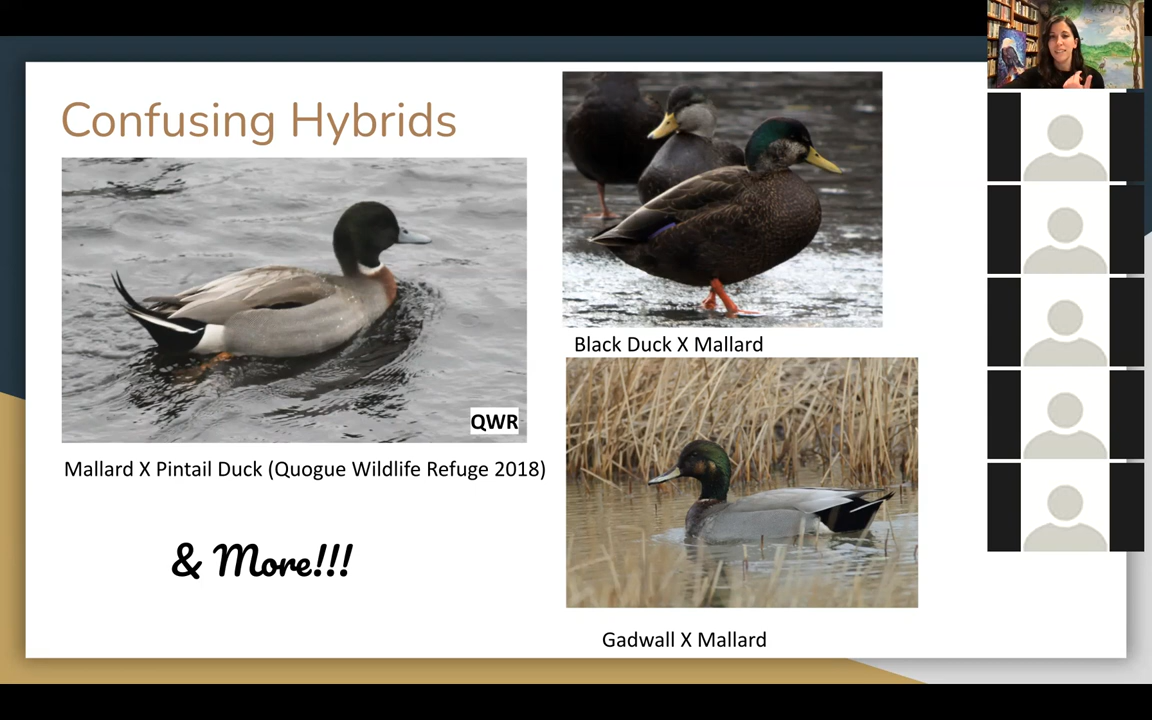 Confusing Hybrids
QWR
Mallard X Pintail Duck (Quogue Wildlife Refuge 2018)
& More!!!
Black Duck X Mallard
Gadwall X Mallard